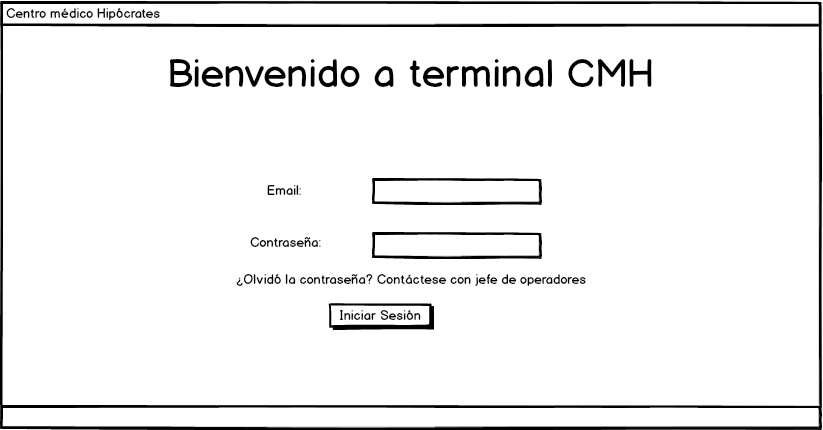 Centro médico Hipócrates
Bienvenido a terminal CMH
Email:
Contraseña:
¿Olvidó la contraseña? Contáctese con jefe de operadores
Iniciar Sesión